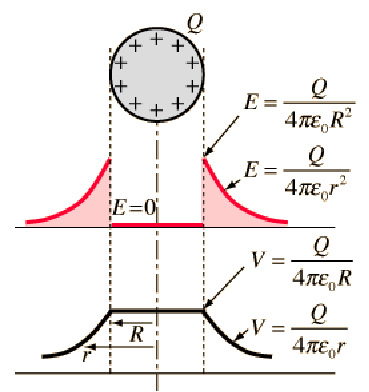 Q
+ + + + + + + + + +
E = Q / 4πε₀R²
E = Q / 4πε₀r²
E=0
V = Q / 4πε₀R
V = Q / 4πε₀r
R
r